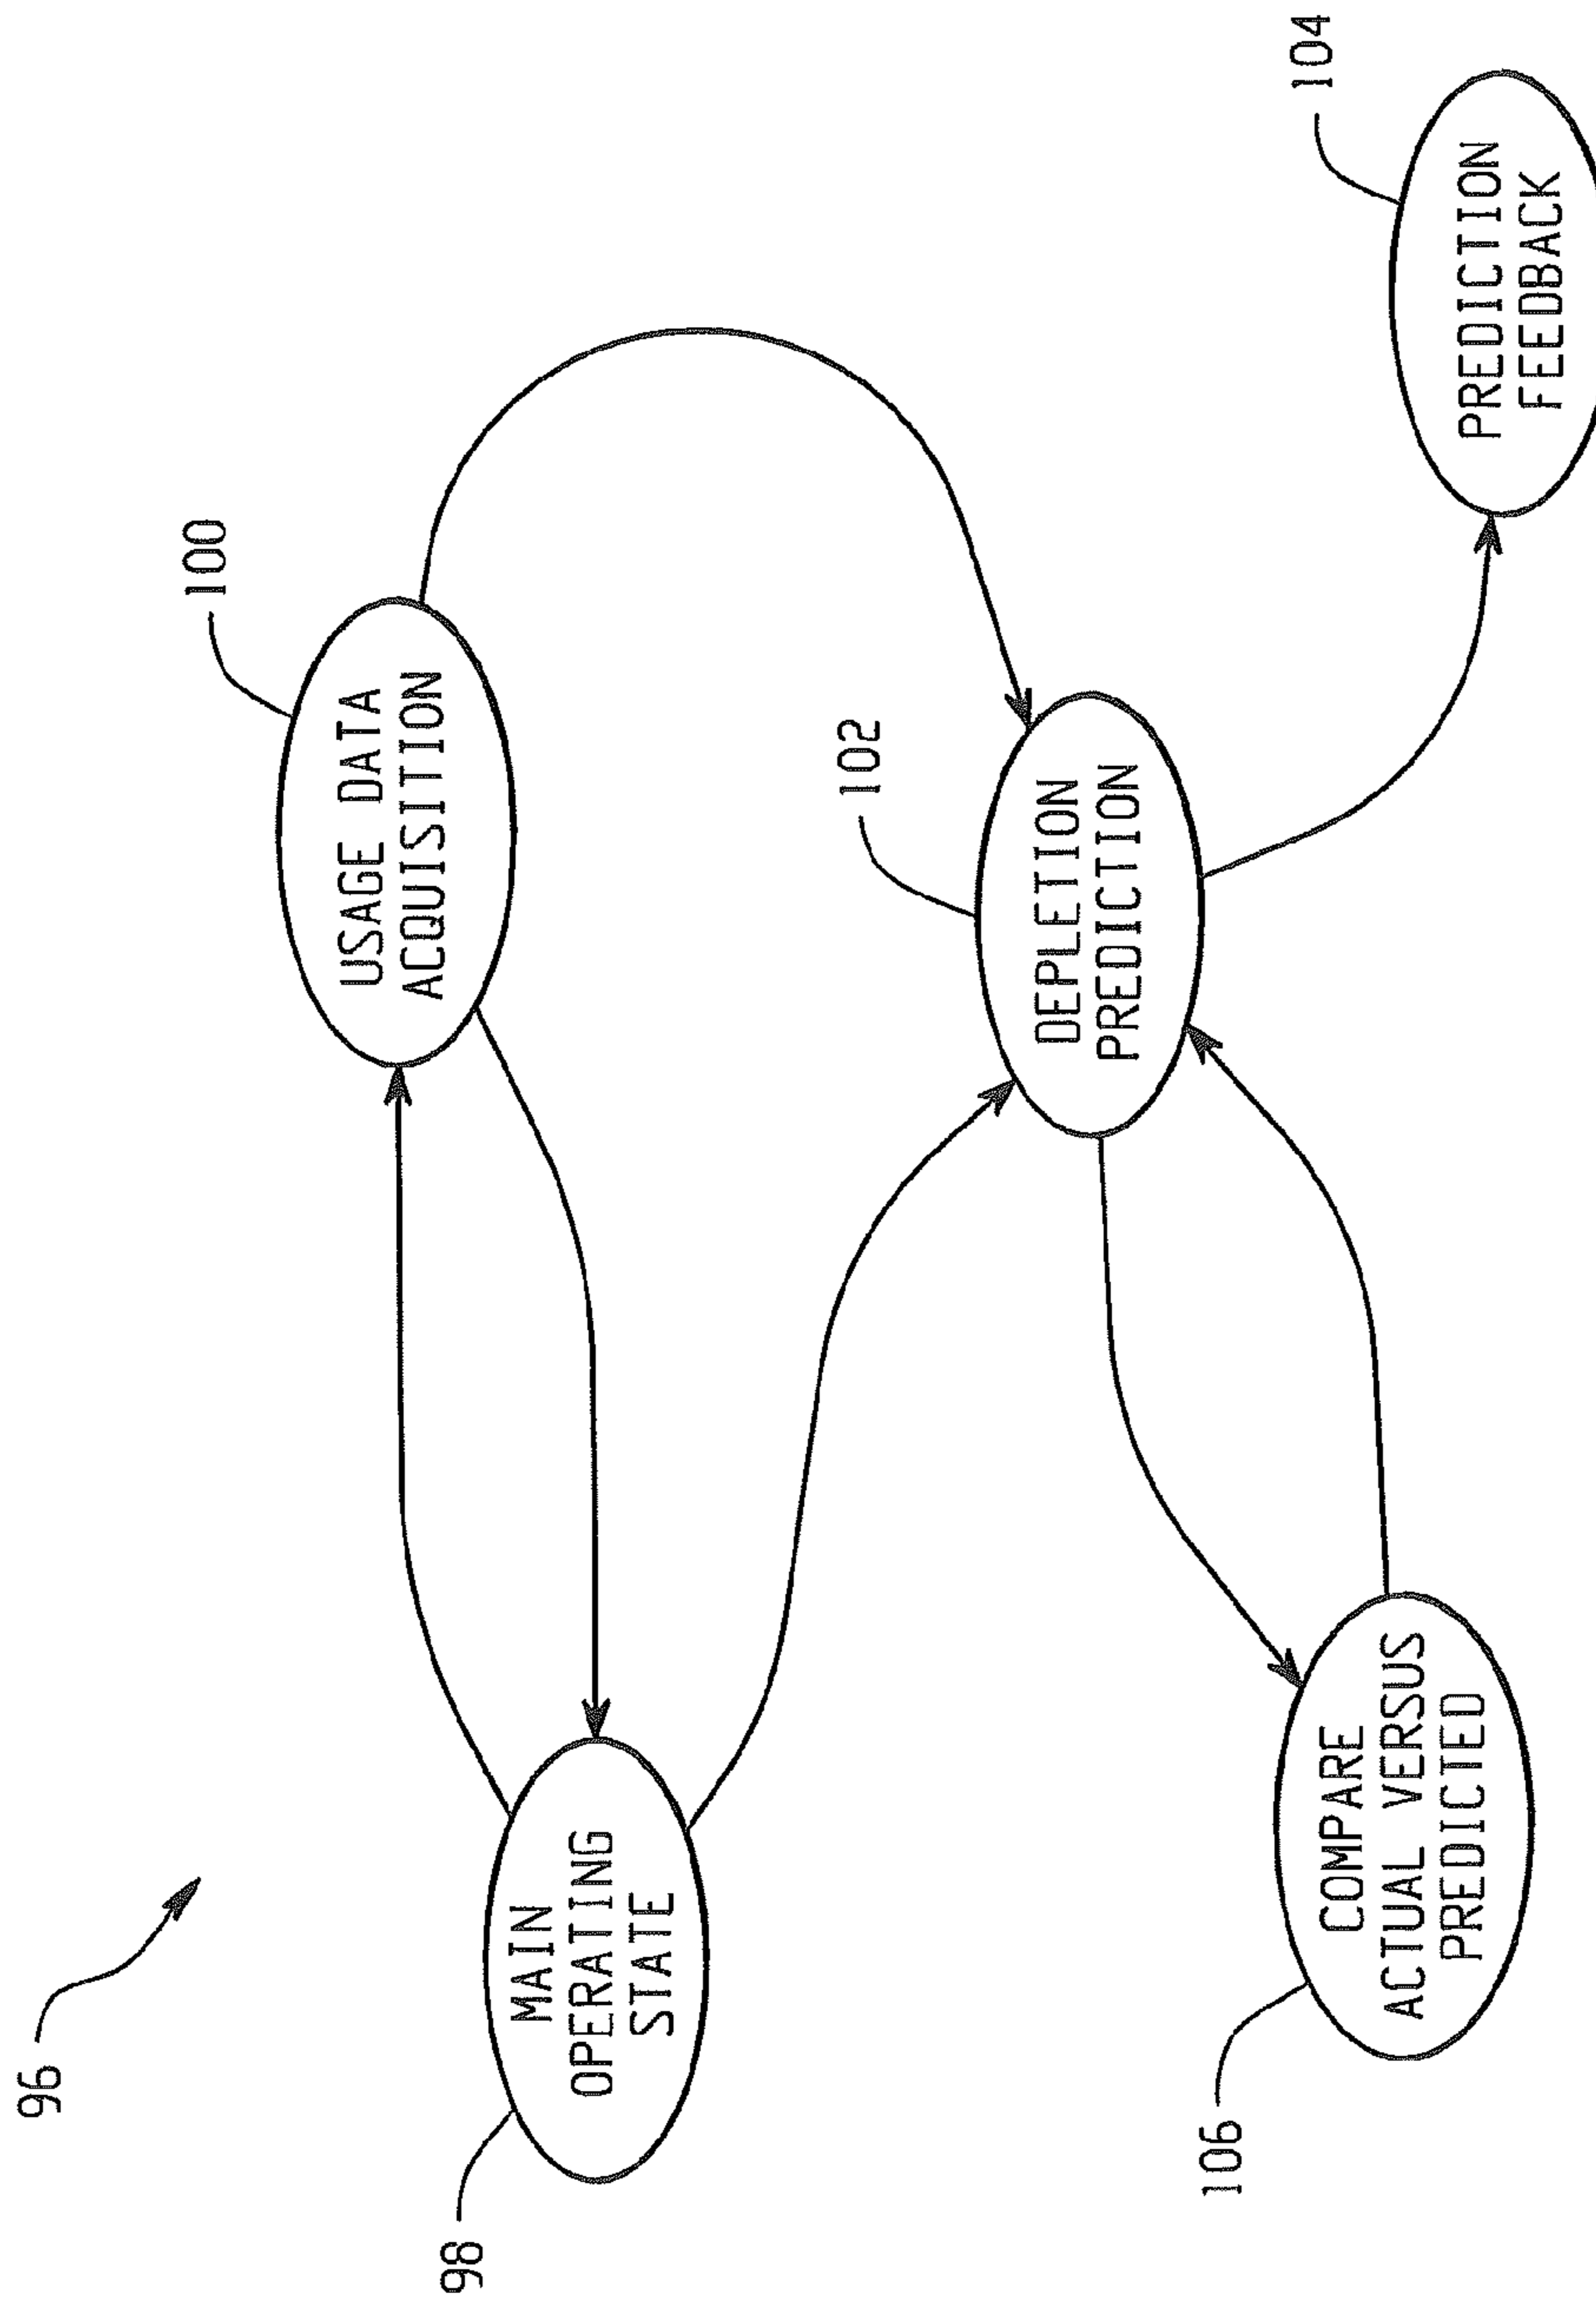 96
98
MAIN
OPERATING
STATE
100
USAGE DATA
ACQUISITION
102
DEPLETION
PREDICTION
104
PREDICTION
FEEDBACK
106
COMPARE
ACTUAL VERSUS
PREDICTED